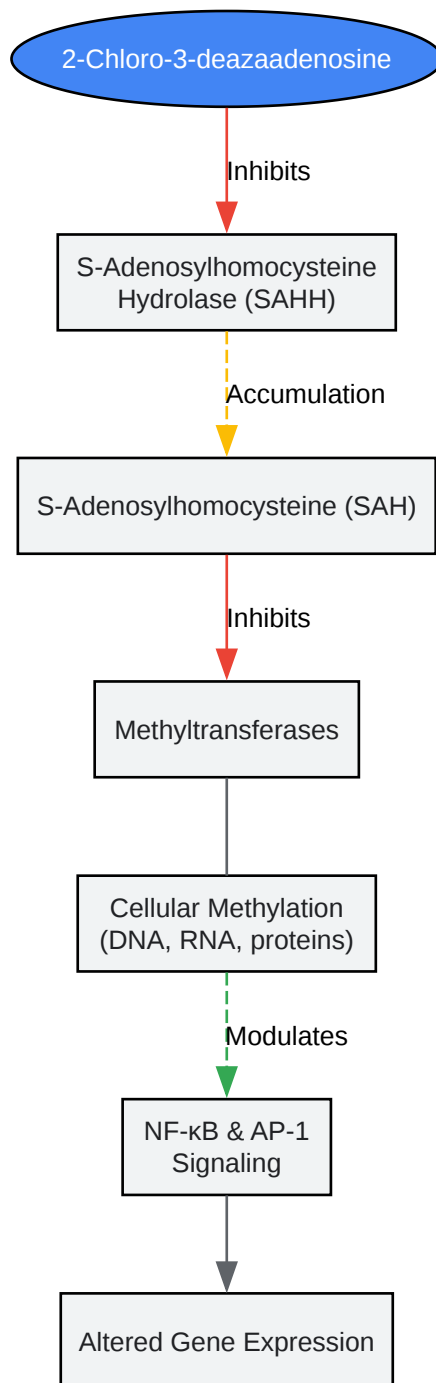 2-Chloro-3-deazaadenosine
Inhibits
S-Adenosylhomocysteine
Hydrolase (SAHH)
Accumulation
S-Adenosylhomocysteine (SAH)
Inhibits
Methyltransferases
Cellular Methylation
(DNA, RNA, proteins)
Modulates
NF-κB & AP-1
Signaling
Altered Gene Expression